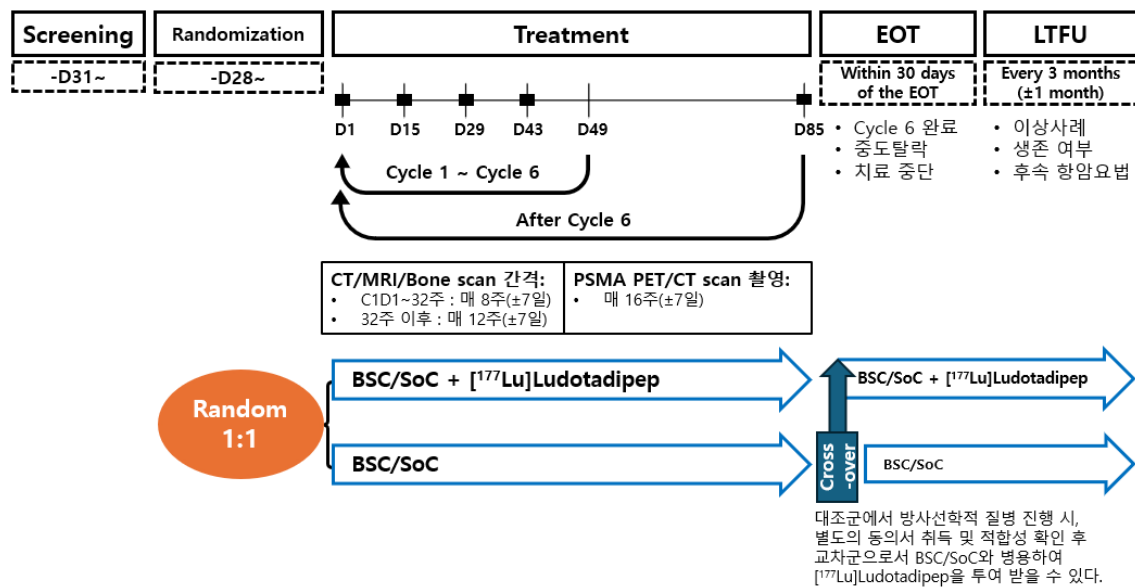 Screening
Randomization
Treatment
EOT
LTFU
-D31~
-D28~
Within 30 days
of the EOT
Every 3 months
(±1 month)
D1
D15
D29
D43
D49
D85
• Cycle 6 완료
• 중도탈락
• 치료 중단
• 이상사례
• 생존 여부
• 후속 항암요법
Cycle 1 ~ Cycle 6
After Cycle 6
CT/MRI/Bone scan 간격:
• C1D1~32주 : 매 8주(±7일)
• 32주 이후 : 매 12주(±7일)
PSMA PET/CT scan 촬영:
• 매 16주(±7일)
Random
1:1
BSC/SoC + [¹⁷⁷Lu]Ludotadipep
BSC/SoC
Cross
-over
BSC/SoC + [¹⁷⁷Lu]Ludotadipep
BSC/SoC
대조군에서 방사선학적 질병 진행 시,
별도의 동의서 취득 및 적합성 확인 후
교차군으로서 BSC/SoC와 병용하여
[¹⁷⁷Lu]Ludotadipep을 투여 받을 수 있다.